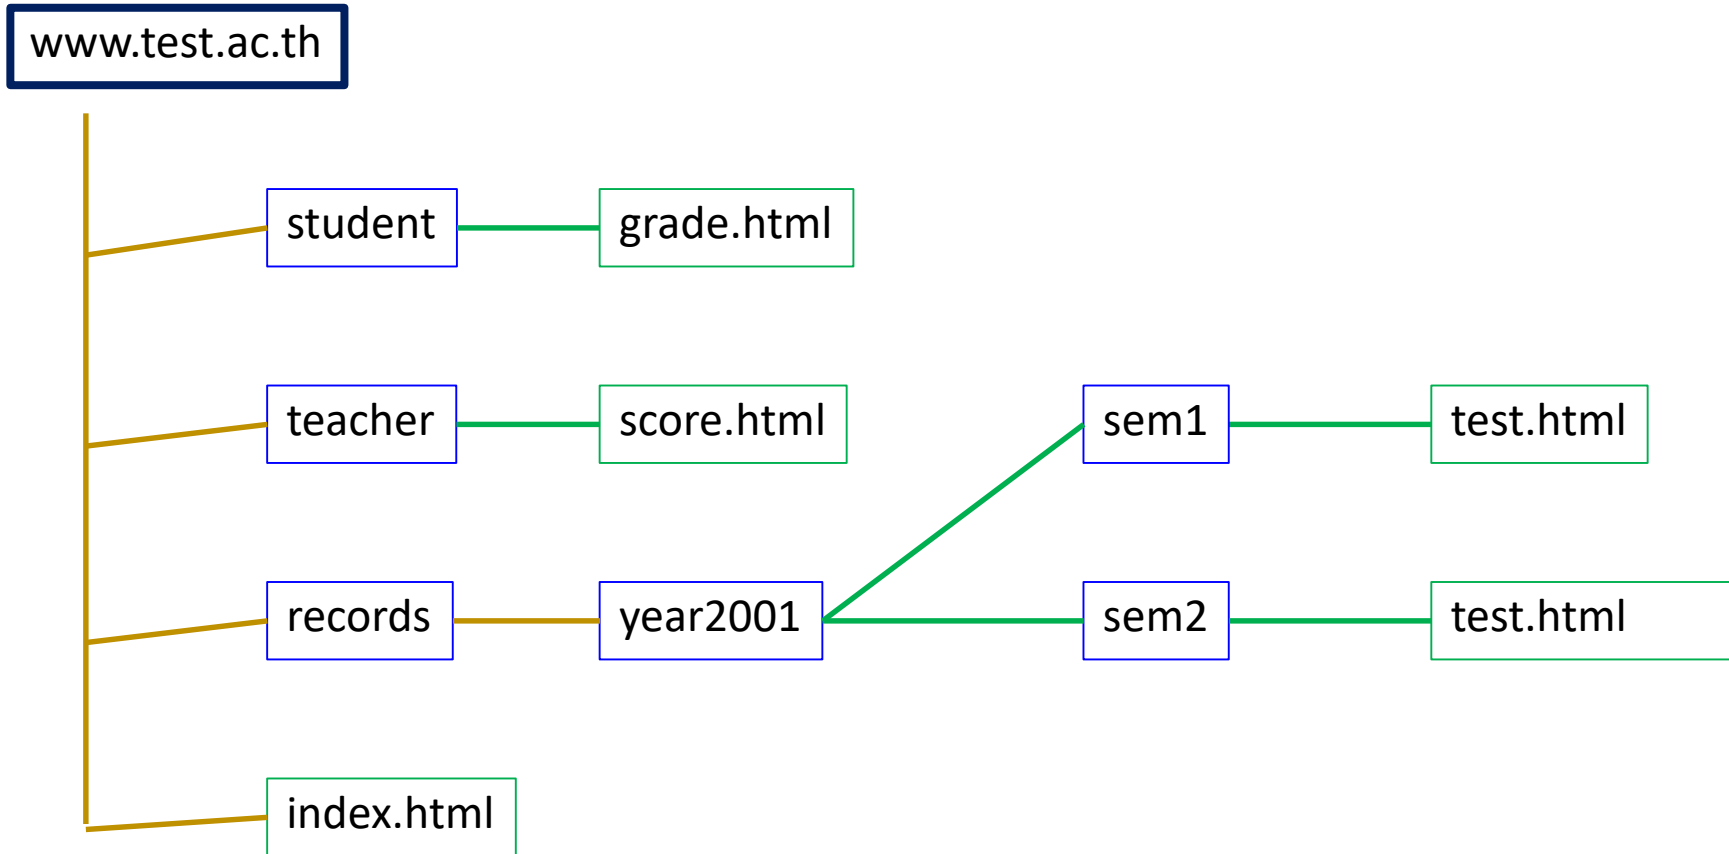 www.test.ac.th
student
grade.html
teacher
score.html
sem1
test.html
records
year2001
sem2
test.html
index.html